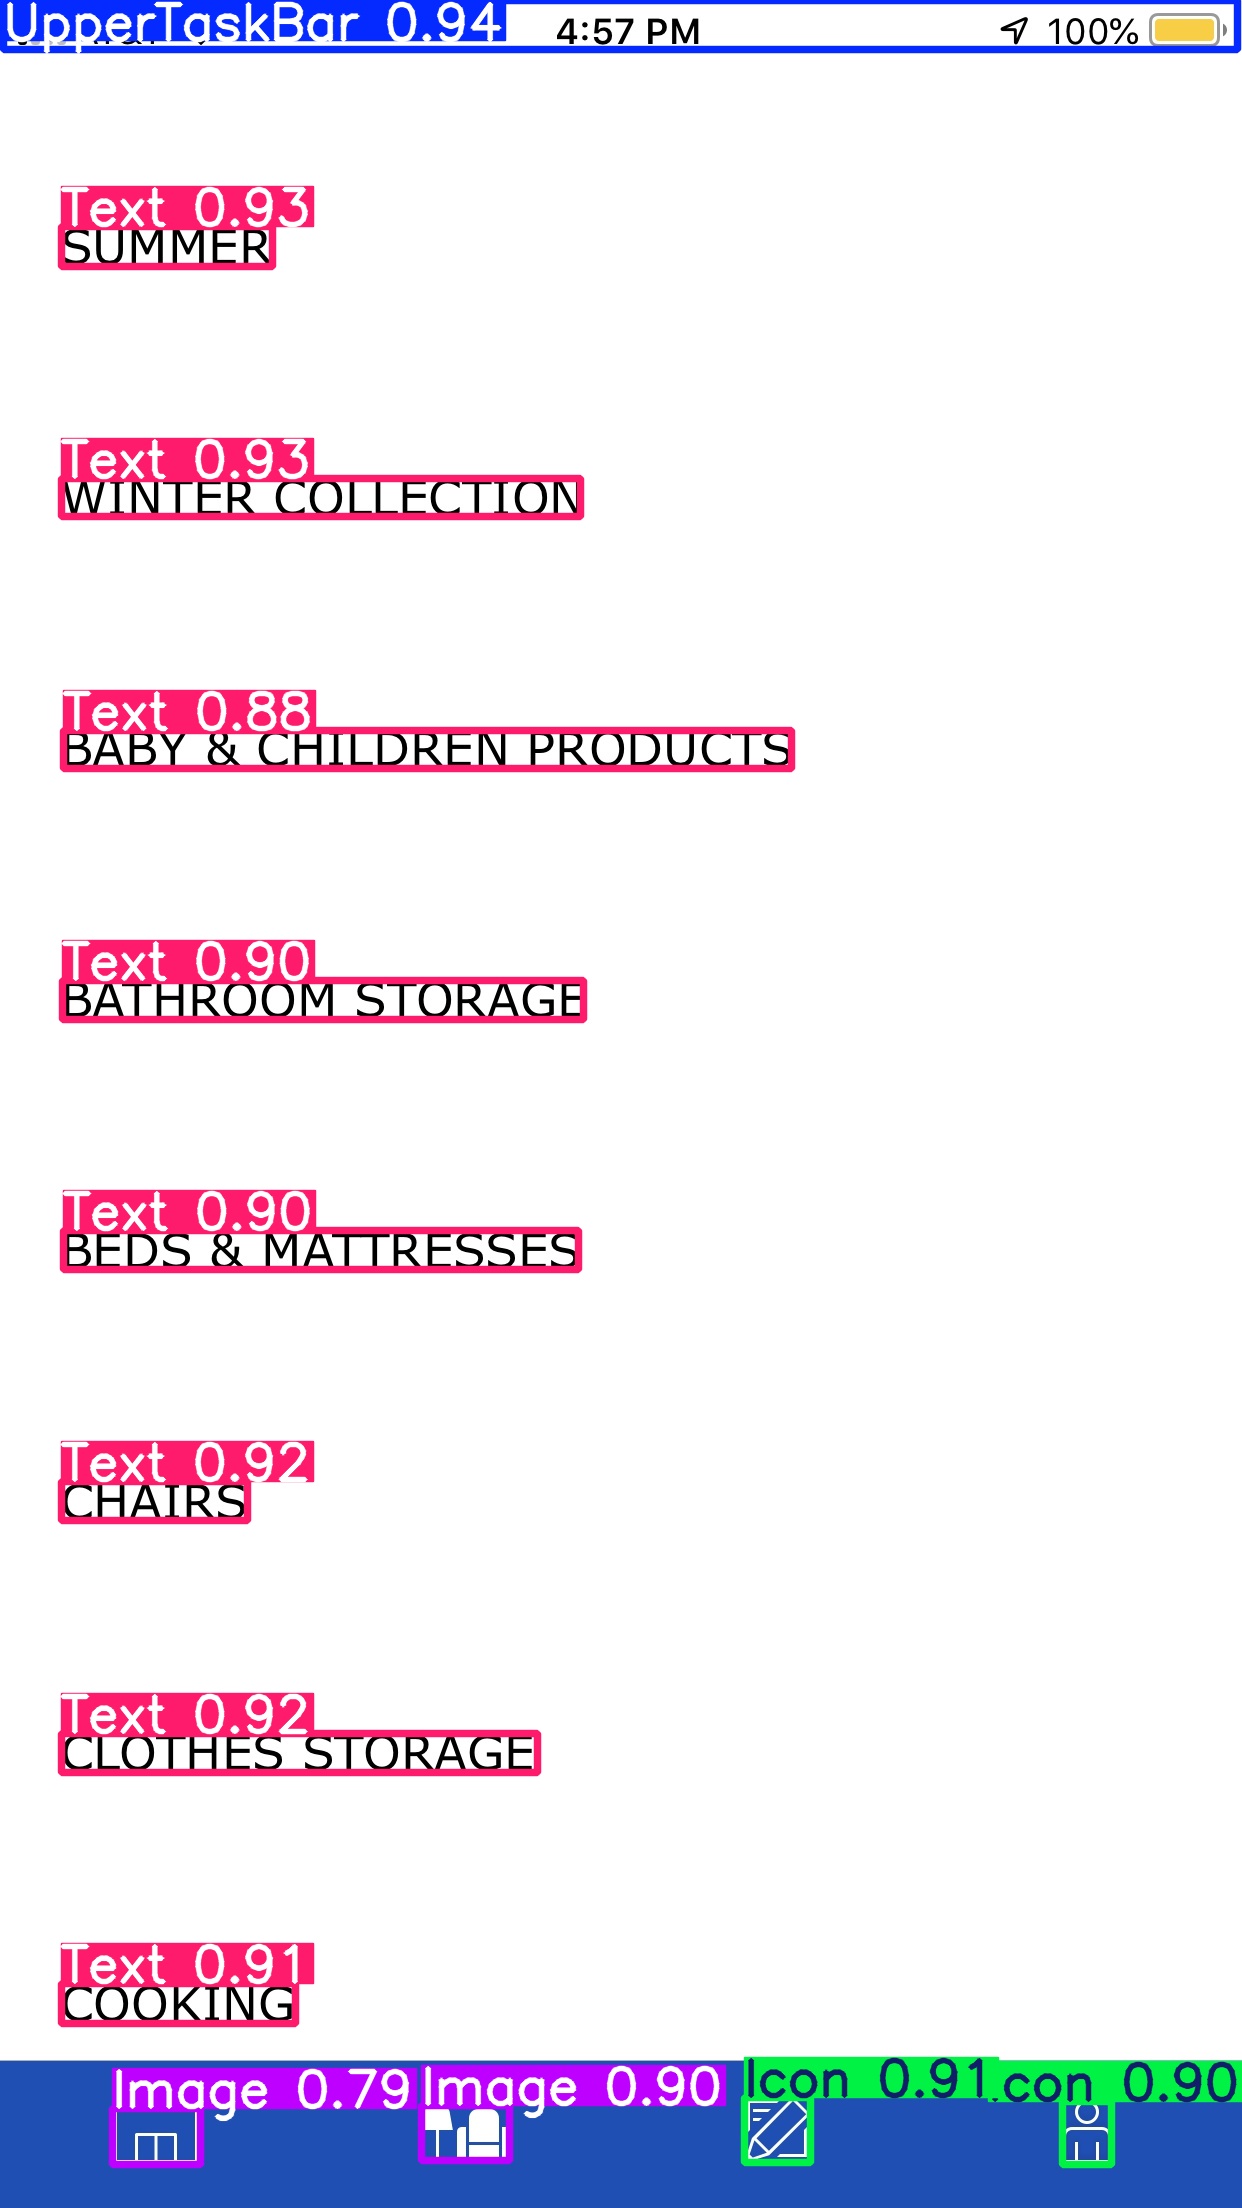 UpperTaskBar 0.94 4:57 PM 100%
Text 0.93
SUMMER
Text 0.93
WINTER COLLECTION
Text 0.88
BABY & CHILDREN PRODUCTS
Text 0.90
BATHROOM STORAGE
Text 0.90
BEDS & MATTRESSES
Text 0.92
CHAIRS
Text 0.92
CLOTHES STORAGE
Text 0.91
COOKING
Image 0.79 Image 0.90 Icon 0.91 con 0.90